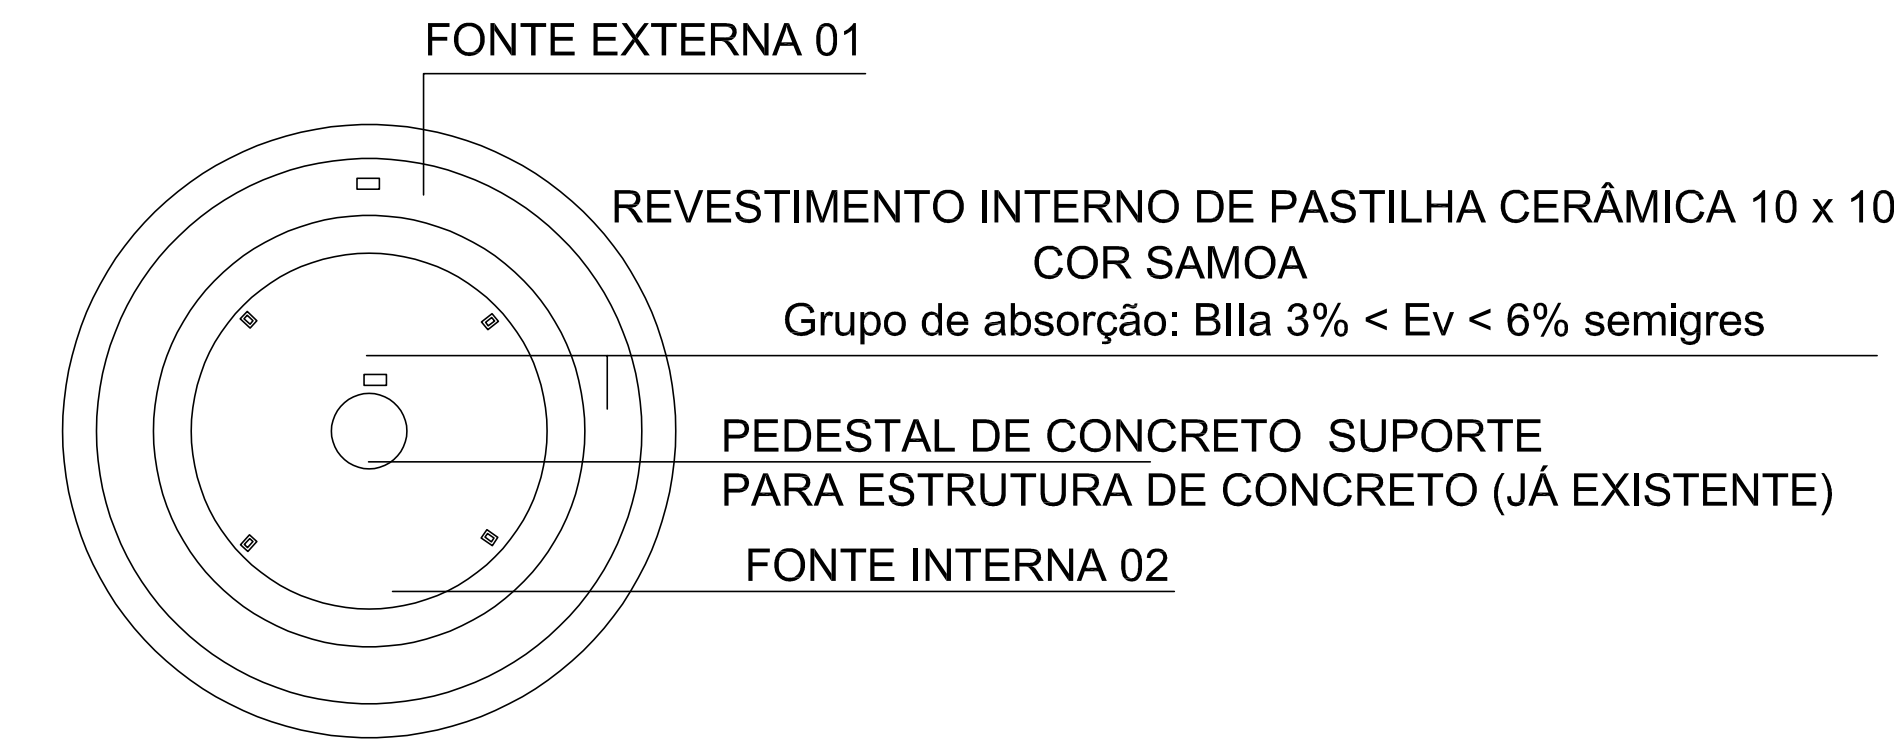 FONTE EXTERNA 01
REVESTIMENTO INTERNO DE PASTILHA CERÂMICA 10 x 10
COR SAMOA
Grupo de absorção: BIIa 3% < Ev < 6% semigres
PEDESTAL DE CONCRETO SUPORTE
PARA ESTRUTURA DE CONCRETO (JÁ EXISTENTE)
FONTE INTERNA 02